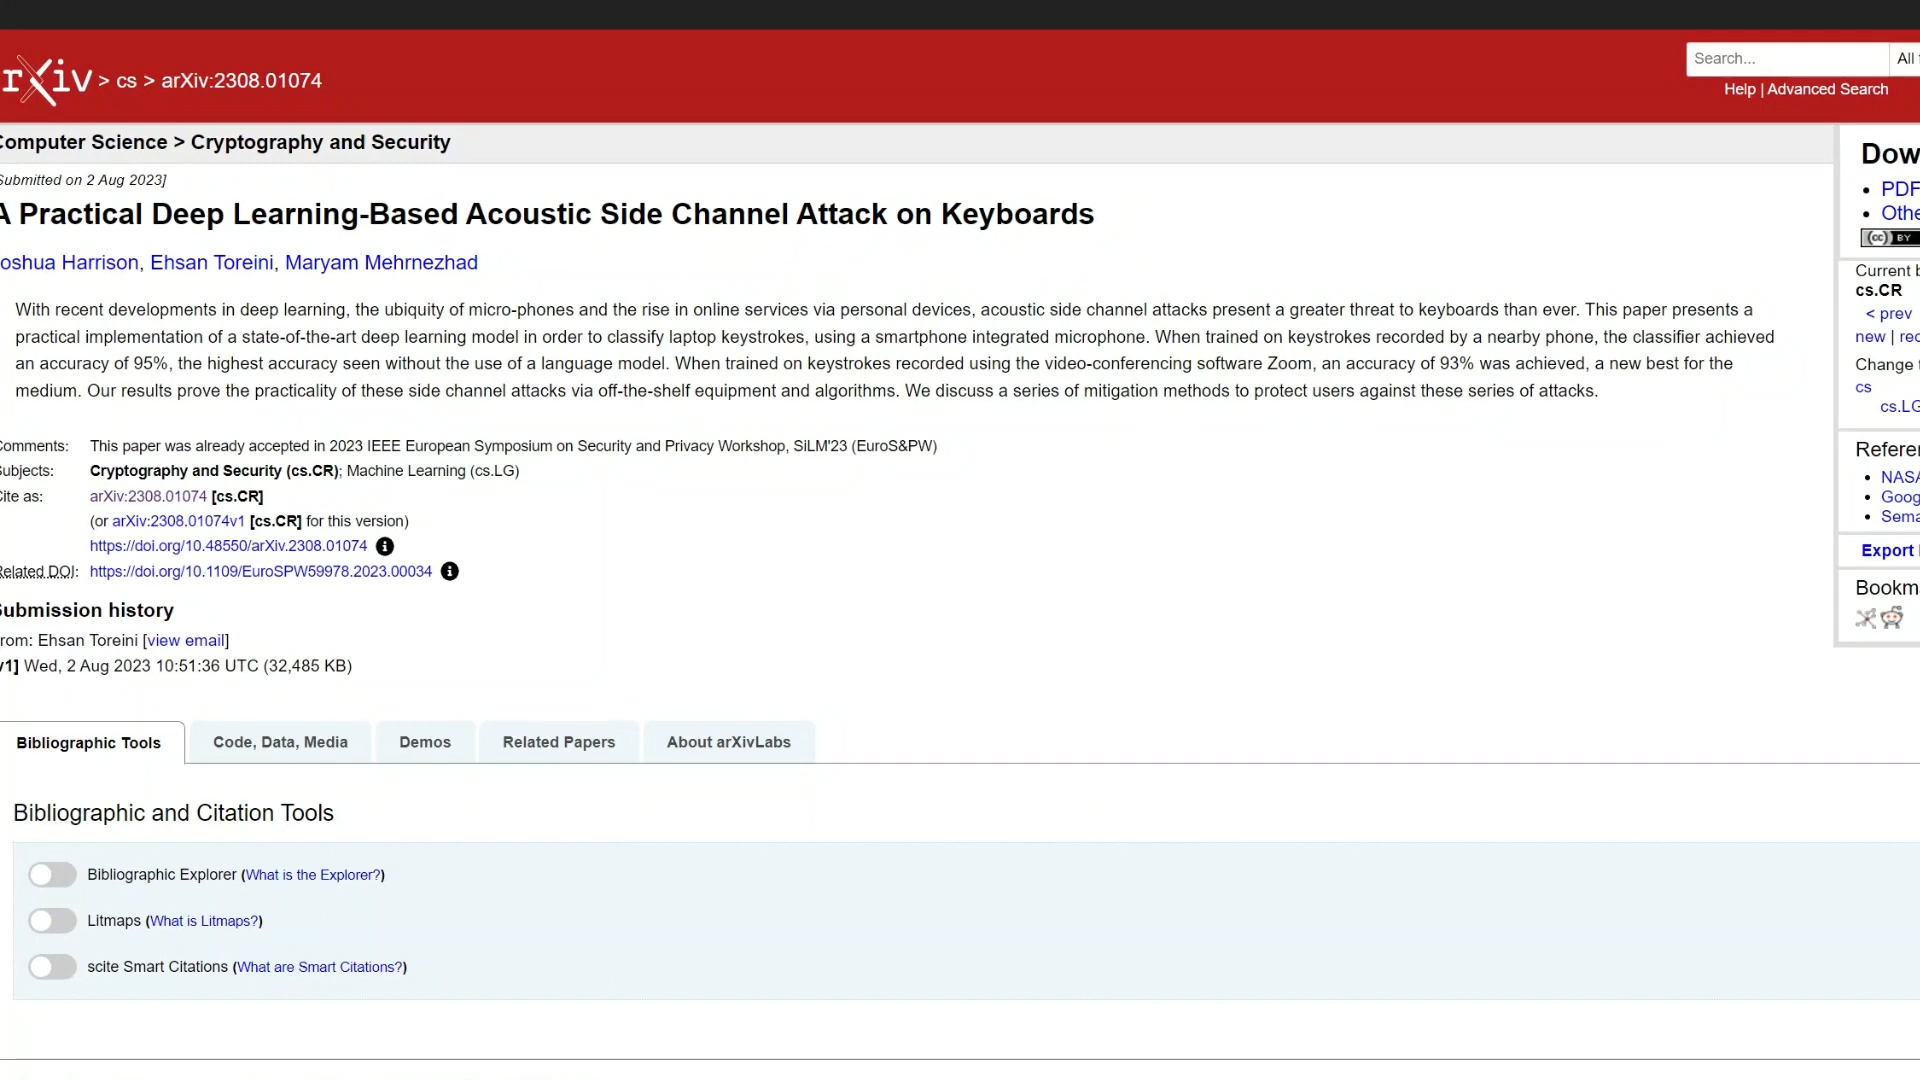 rXiv > cs > arXiv:2308.01074
Search...
All
Help | Advanced Search
Computer Science > Cryptography and Security
Submitted on 2 Aug 2023]
A Practical Deep Learning-Based Acoustic Side Channel Attack on Keyboards
oshua Harrison, Ehsan Toreini, Maryam Mehrnezhad
With recent developments in deep learning, the ubiquity of micro-phones and the rise in online services via personal devices, acoustic side channel attacks present a greater threat to keyboards than ever. This paper presents a
practical implementation of a state-of-the-art deep learning model in order to classify laptop keystrokes, using a smartphone integrated microphone. When trained on keystrokes recorded by a nearby phone, the classifier achieved
an accuracy of 95%, the highest accuracy seen without the use of a language model. When trained on keystrokes recorded using the video-conferencing software Zoom, an accuracy of 93% was achieved, a new best for the
medium. Our results prove the practicality of these side channel attacks via off-the-shelf equipment and algorithms. We discuss a series of mitigation methods to protect users against these series of attacks.
Comments: This paper was already accepted in 2023 IEEE European Symposium on Security and Privacy Workshop, SiLM'23 (EuroS&PW)
Subjects: Cryptography and Security (cs.CR); Machine Learning (cs.LG)
Cite as: arXiv:2308.01074 [cs.CR]
(or arXiv:2308.01074v1 [cs.CR] for this version)
https://doi.org/10.48550/arXiv.2308.01074
Related DOI: https://doi.org/10.1109/EuroSPW59978.2023.00034
Submission history
rom: Ehsan Toreini [view email]
v1] Wed, 2 Aug 2023 10:51:36 UTC (32,485 KB)
Bibliographic Tools
Code, Data, Media
Demos
Related Papers
About arXivLabs
Bibliographic and Citation Tools
Bibliographic Explorer (What is the Explorer?)
Litmaps (What is Litmaps?)
scite Smart Citations (What are Smart Citations?)
Dow
PDF
Othe
(cc) BY
Current b
cs.CR
< prev
new | rec
Change
cs
cs.LG
Refere
NASA
Goog
Sema
Export
Bookma